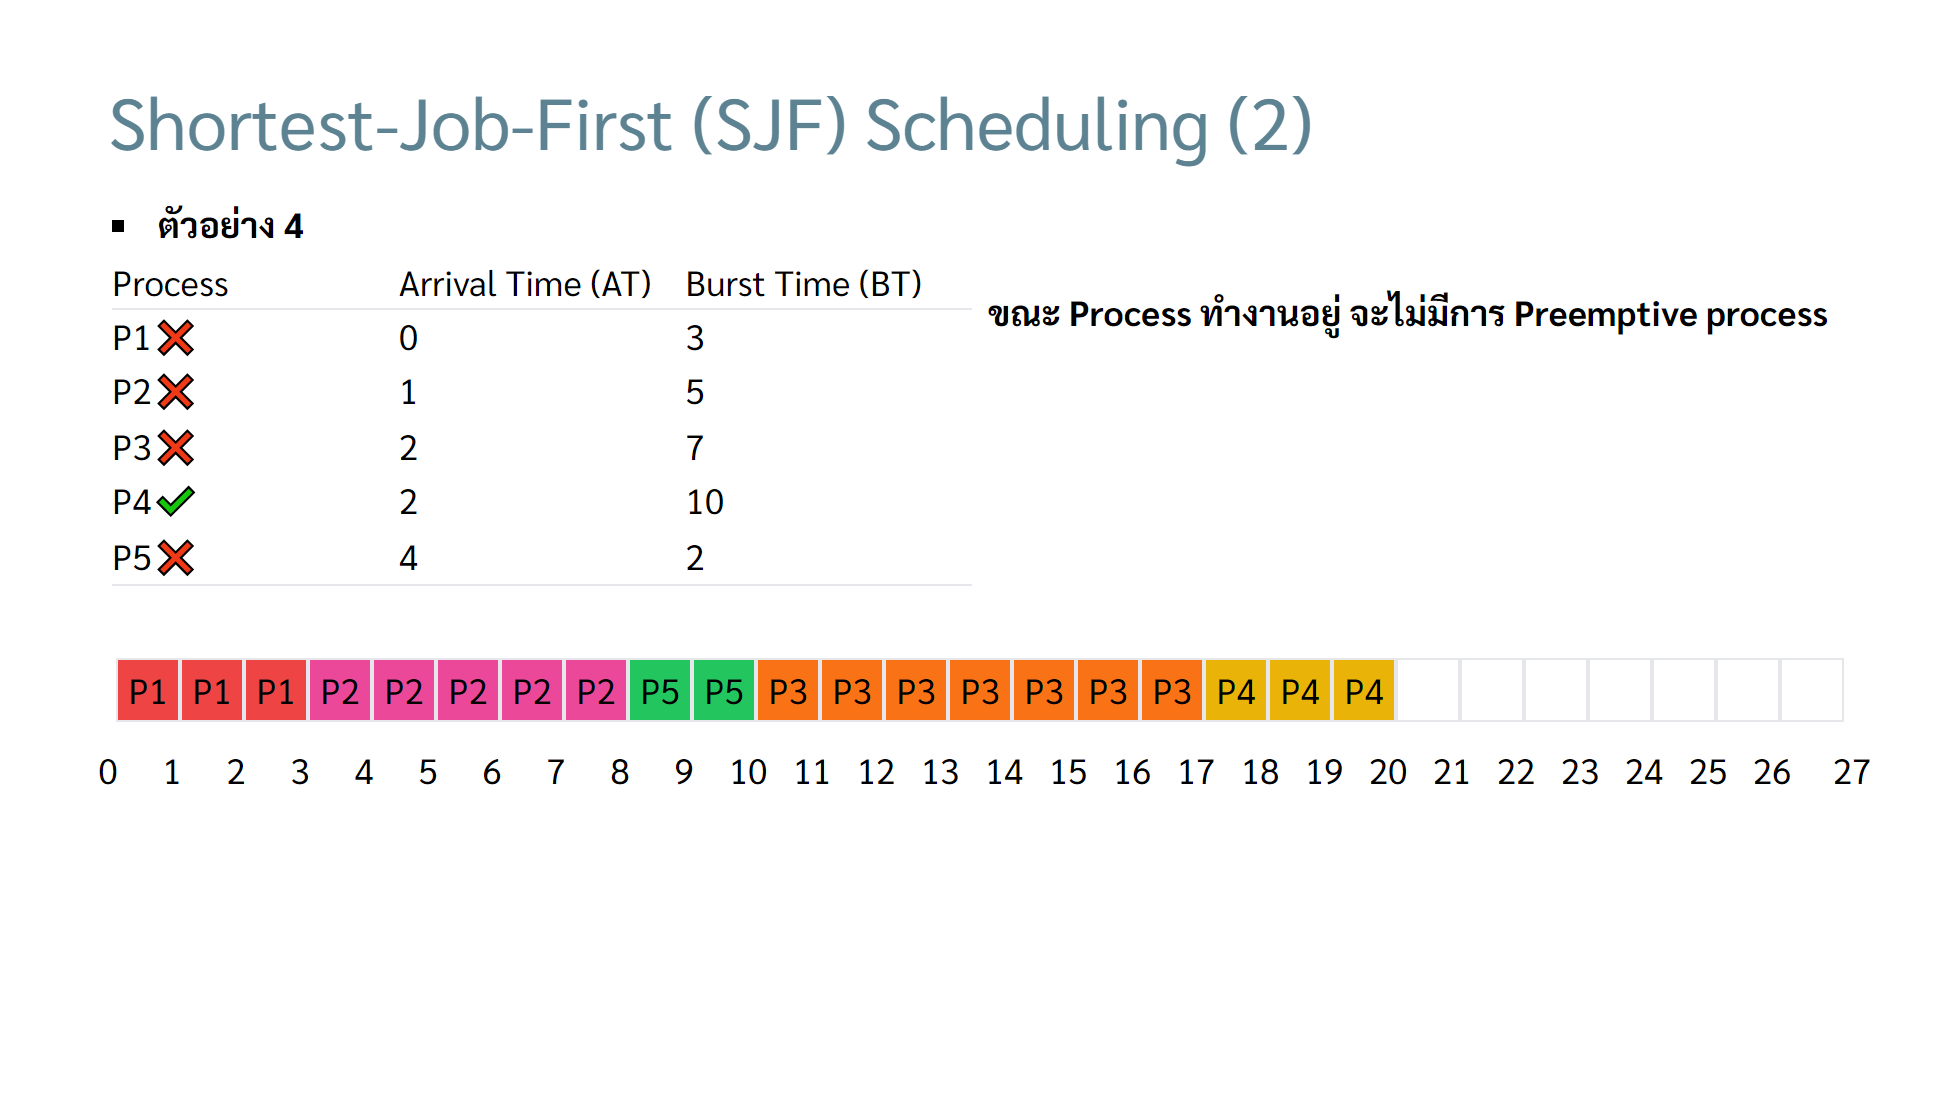 Shortest-Job-First (SJF) Scheduling (2)
ตัวอย่าง 4
Process Arrival Time (AT) Burst Time (BT)
ขณะ Process ทำงานอยู่ จะไม่มีการ Preemptive process
P1 0 3
P2 1 5
P3 2 7
P4 2 10
P5 4 2
P1 P1 P1 P2 P2 P2 P2 P2 P5 P5 P3 P3 P3 P3 P3 P3 P3 P4 P4 P4
0 1 2 3 4 5 6 7 8 9 10 11 12 13 14 15 16 17 18 19 20 21 22 23 24 25 26 27